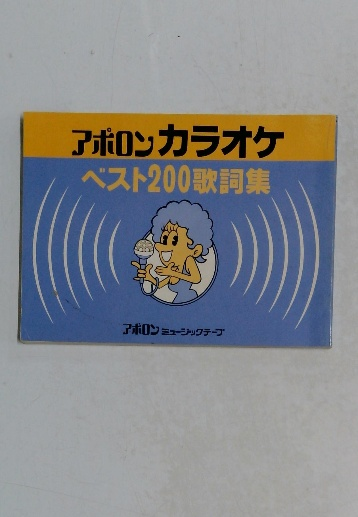 アポロンカラオケ
ベスト200歌詞集
アポロンミュージックテープ